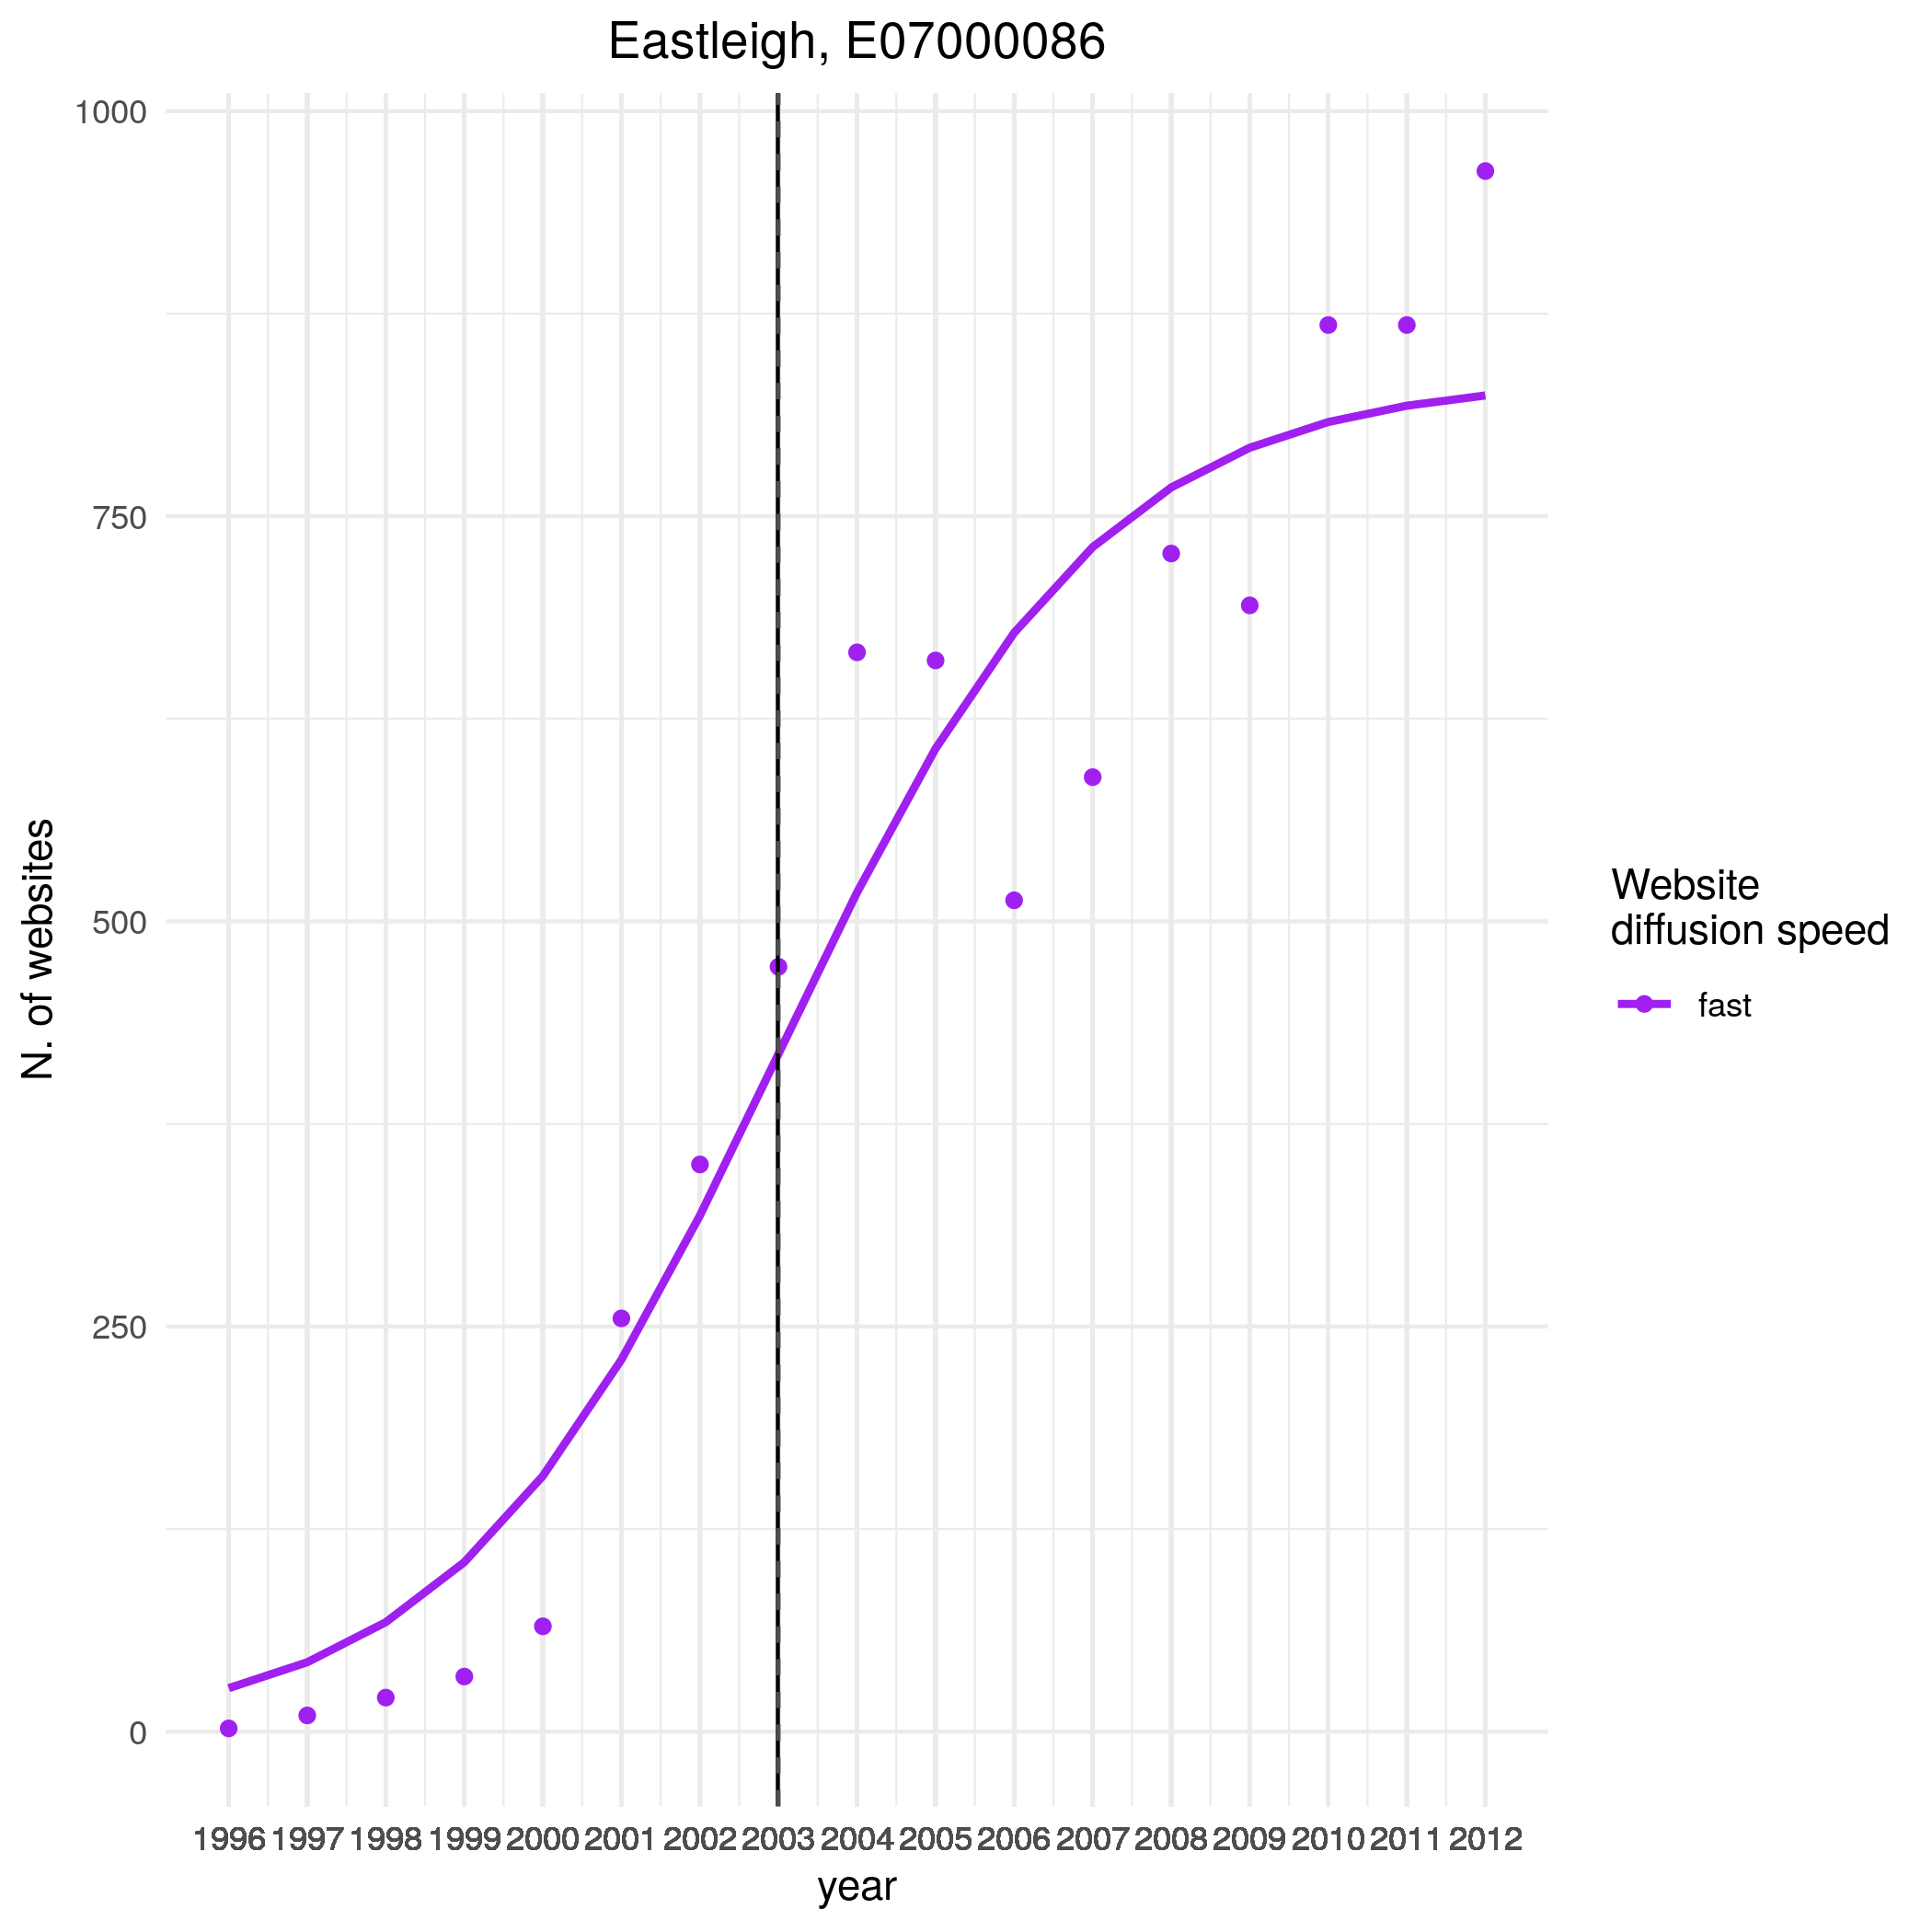 Eastleigh, E07000086
1000
750
500
250
0
N. of websites
1996 1997 1998 1999 2000 2001 2002 2003 2004 2005 2006 2007 2008 2009 2010 2011 2012
year
Website
diffusion speed
fast